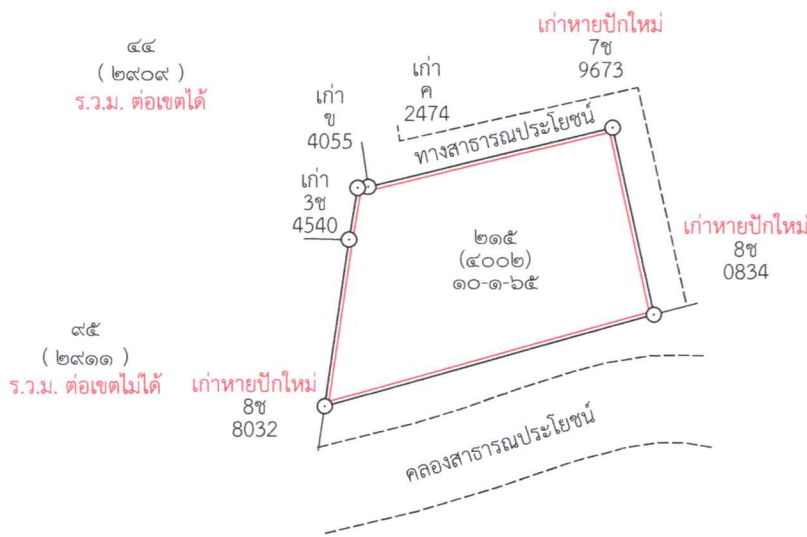 ๔๔
( ๒๙๐๙ )
ร.ว.ม. ต่อเขตได้
เก่าหายปักใหม่
7ช
9673
เก่า
ค
2474
เก่า
ข
4055
ทางสาธารณประโยชน์
เก่า
3ช
4540
๒๑๕
(๔๐๐๒)
๑๐-๑-๖๕
เก่าหายปักใหม่
8ช
0834
๙๕
( ๒๙๑๑ )
ร.ว.ม. ต่อเขตไม่ได้
เก่าหายปักใหม่
8ช
8032
คลองสาธารณประโยชน์